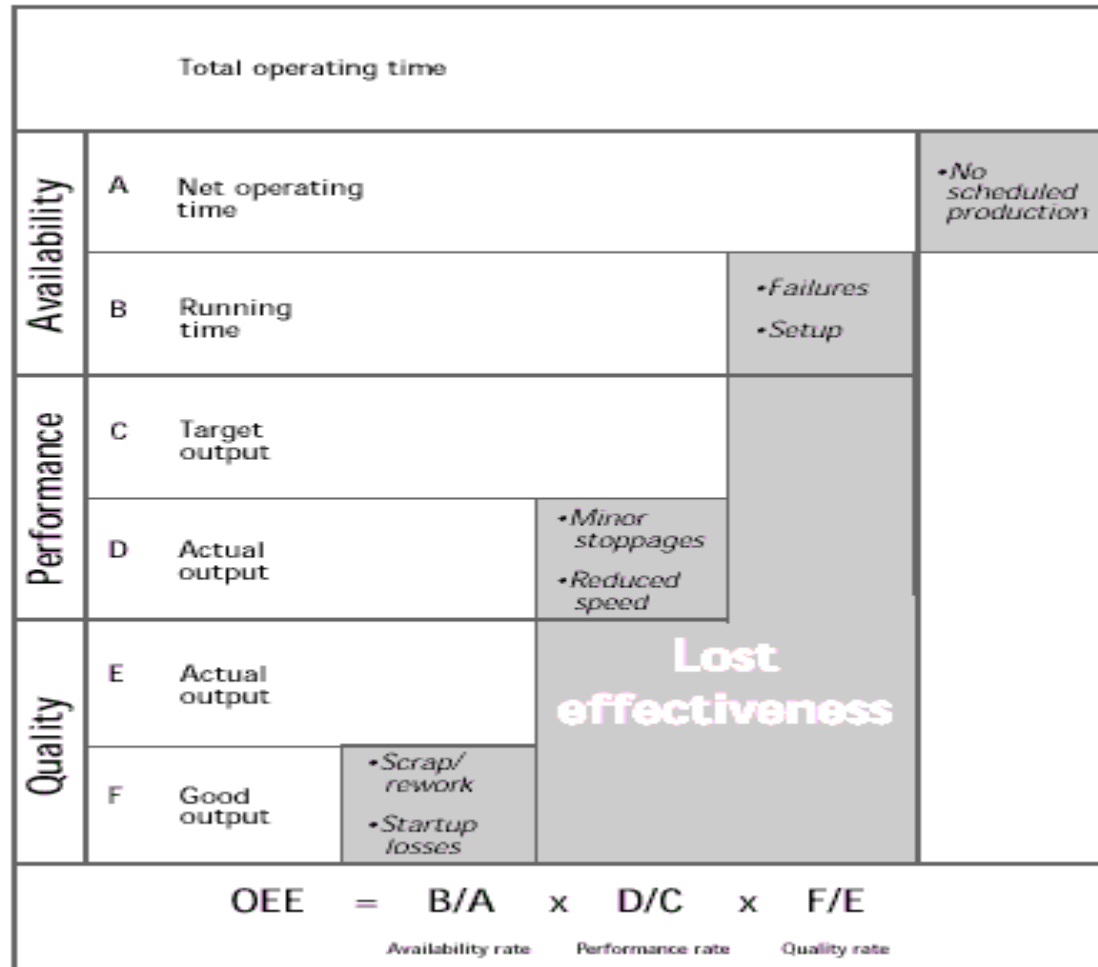 Total operating time
Availability
A Net operating
time
•No
scheduled
production
B Running
time
•Failures
•Setup
Performance
C Target
output
D Actual
output
•Minor
stoppages
•Reduced
speed
Quality
E Actual
output
Lost
effectiveness
F Good
output
•Scrap/
rework
•Startup
losses
OEE = B/A x D/C x F/E
Availability rate Performance rate Quality rate